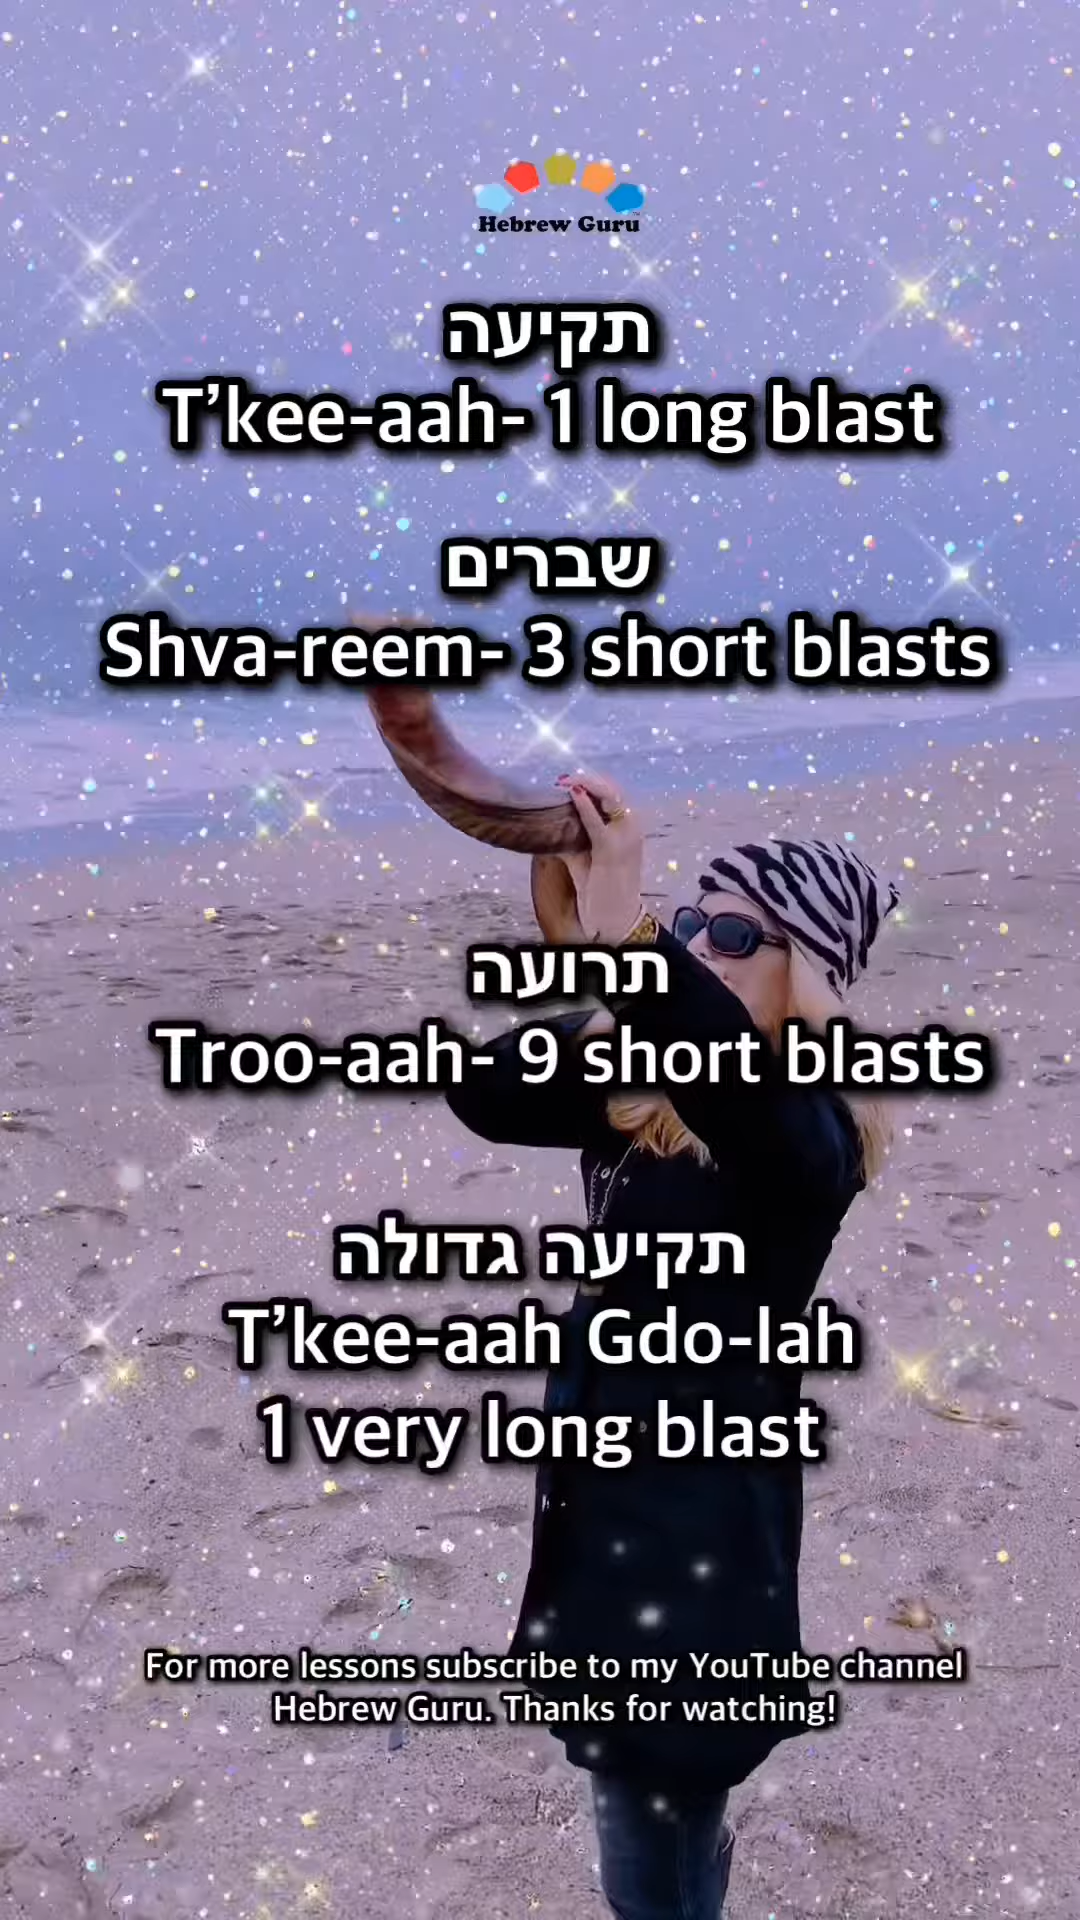 Hebrew Guru
תקיעה
T’kee-aah- 1 long blast
שברים
Shva-reem- 3 short blasts
תרועה
Troo-aah- 9 short blasts
תקיעה גדולה
T’kee-aah Gdo-lah
1 very long blast
For more lessons subscribe to my YouTube channel
Hebrew Guru. Thanks for watching!